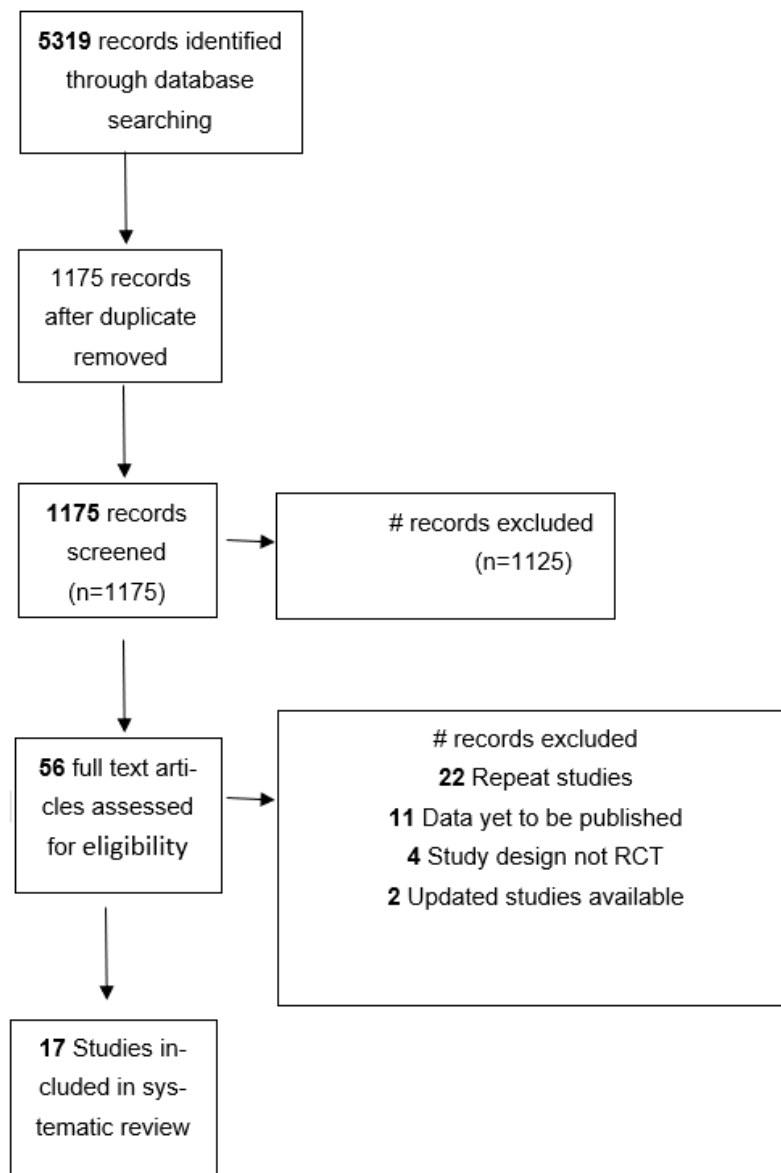 5319 records identified
through database
searching
1175 records
after duplicate
removed
1175 records
screened
(n=1175)
# records excluded
(n=1125)
56 full text arti-
cles assessed
for eligibility
# records excluded
22 Repeat studies
11 Data yet to be published
4 Study design not RCT
2 Updated studies available
17 Studies in-
cluded in sys-
tematic review